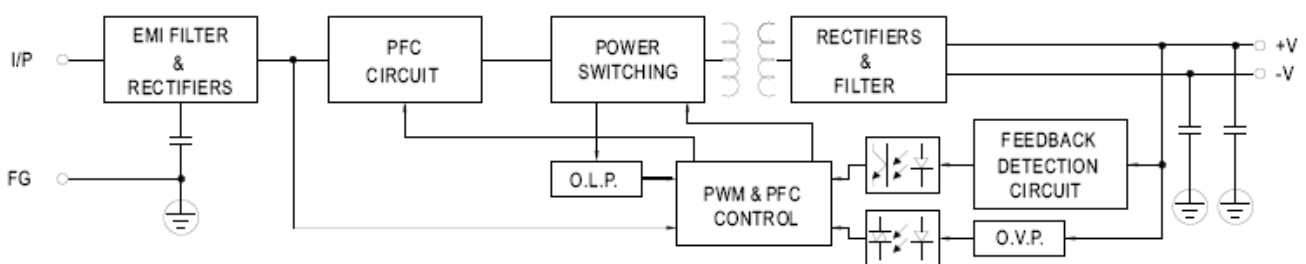 I/P
EMI FILTER
&
RECTIFIERS
PFC
CIRCUIT
POWER
SWITCHING
RECTIFIERS
&
FILTER
+V
-V
FG
O.L.P.
PWM & PFC
CONTROL
FEEDBACK
DETECTION
CIRCUIT
O.V.P.